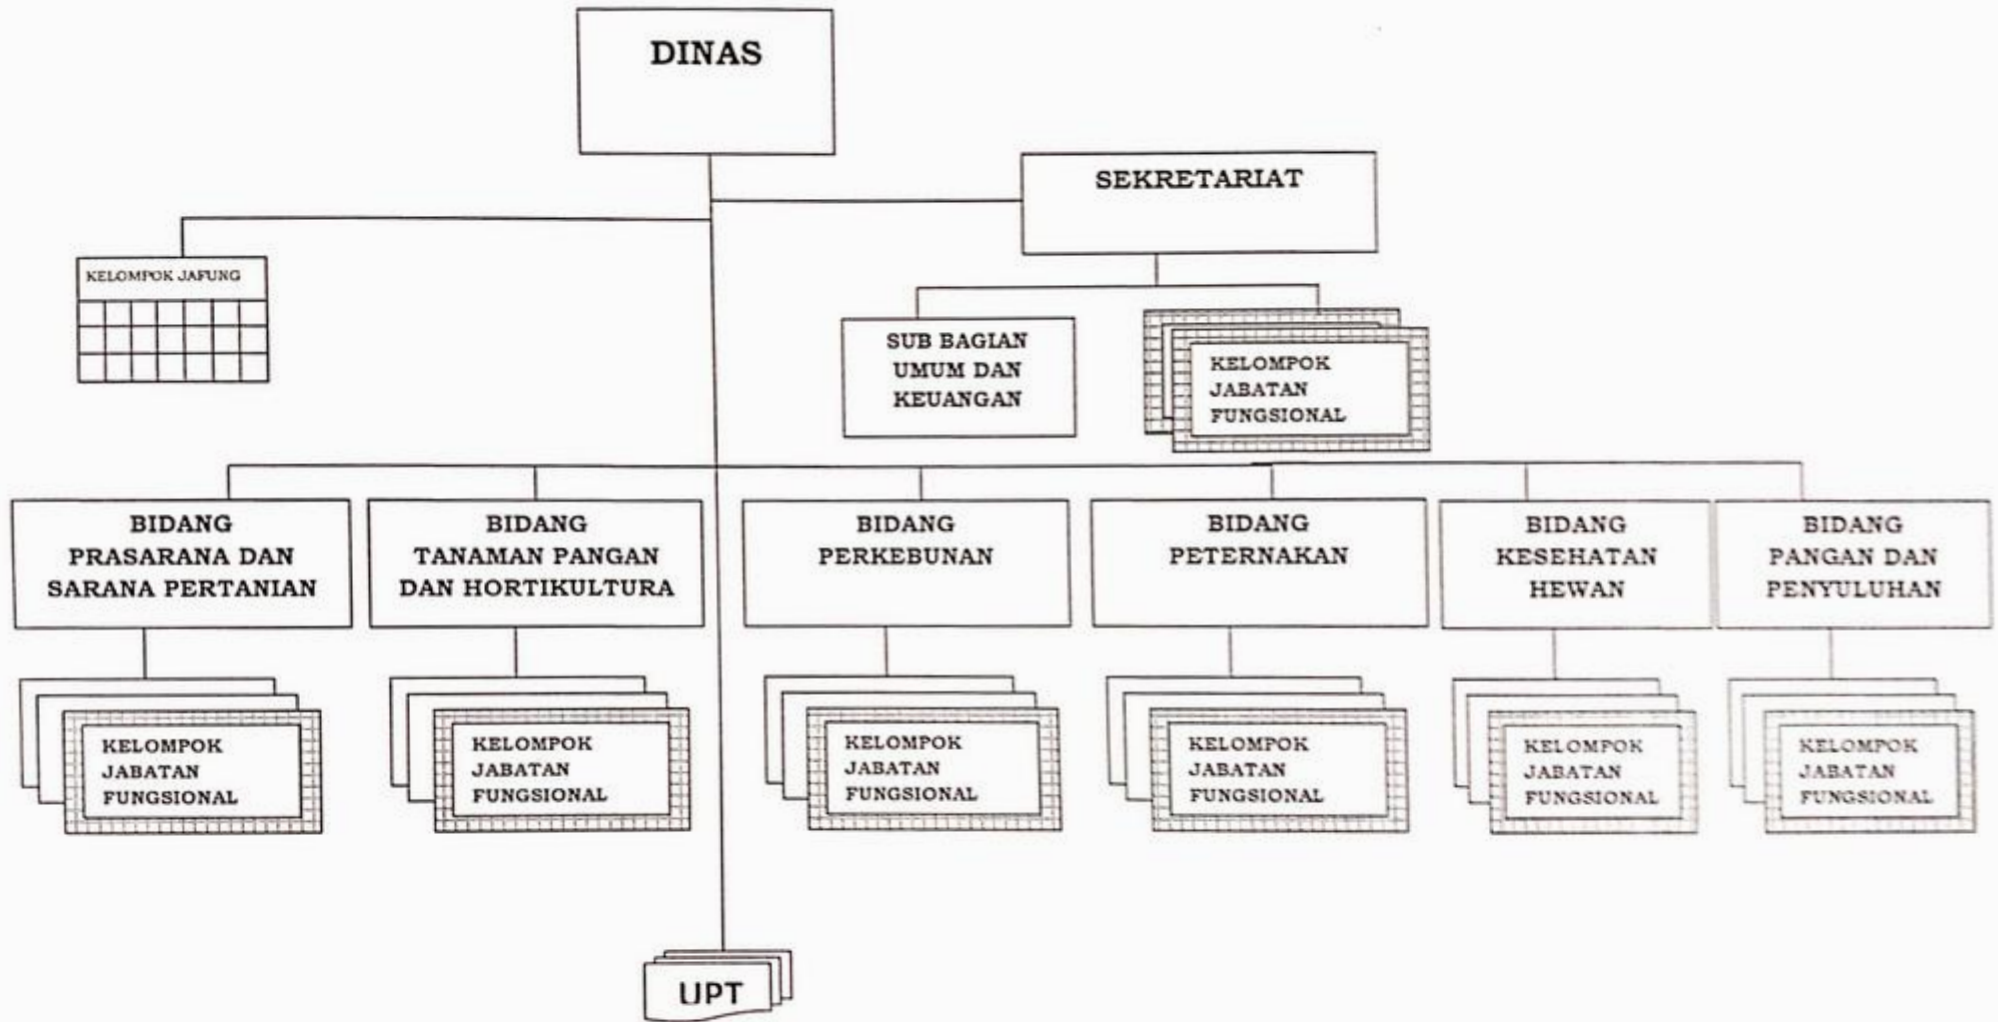 DINAS
SEKRETARIAT
KELOMPOK JAFUNG
SUB BAGIAN
UMUM DAN
KEUANGAN
KELOMPOK
JABATAN
FUNGSIONAL
BIDANG
PRASARANA DAN
SARANA PERTANIAN
BIDANG
TANAMAN PANGAN
DAN HORTIKULTURA
BIDANG
PERKEBUNAN
BIDANG
PETERNAKAN
BIDANG
KESEHATAN
HEWAN
BIDANG
PANGAN DAN
PENYULUHAN
KELOMPOK
JABATAN
FUNGSIONAL
KELOMPOK
JABATAN
FUNGSIONAL
KELOMPOK
JABATAN
FUNGSIONAL
KELOMPOK
JABATAN
FUNGSIONAL
KELOMPOK
JABATAN
FUNGSIONAL
KELOMPOK
JABATAN
FUNGSIONAL
UPT